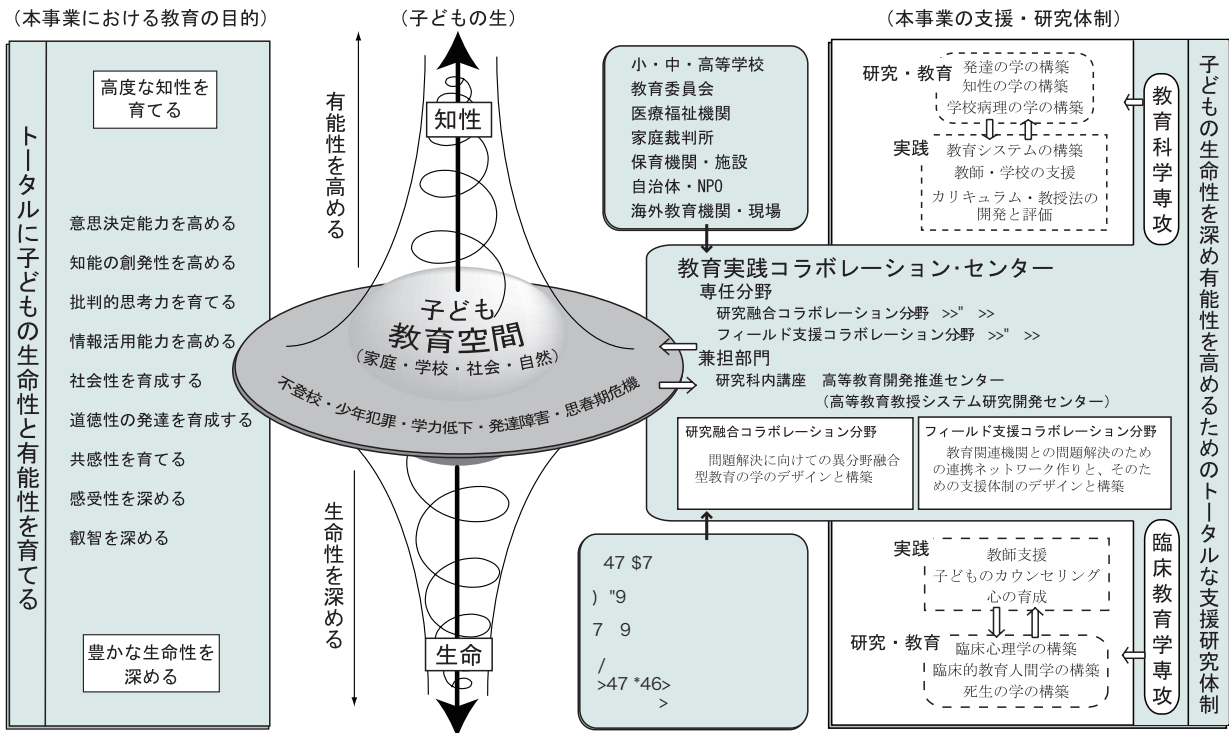 (本事業における教育の目的)
トータルに子どもの生命性と有能性を育てる
高度な知性を
育てる
意思決定能力を高める
知能の創発性を高める
批判的思考力を育てる
情報活用能力を高める
社会性を育成する
道徳性の発達を育成する
共感性を育てる
感受性を深める
叡智を深める
豊かな生命性を
深める
(子どもの生)
有能性を高める
知性
子ども
教育空間
(家庭・学校・社会・自然)
不登校・少年犯罪・学力低下・発達障害・思春期危機
生命性を深める
生命
小・中・高等学校
教育委員会
医療福祉機関
家庭裁判所
保育機関・施設
自治体・NPO
海外教育機関・現場
教育実践コラボレーション・センター
専任分野
研究融合コラボレーション分野 >>" >>
フィールド支援コラボレーション分野 >>" >>
兼担部門
研究科内講座 高等教育開発推進センター
(高等教育教授システム研究開発センター)
研究融合コラボレーション分野
問題解決に向けての異分野融合
型教育の学のデザインと構築
フィールド支援コラボレーション分野
教育関連機関との問題解決のため
の連携ネットワーク作りと、そのた
めの支援体制のデザインと構築
47 $7
) "9
7 9
/
>47 *46>
>
(本事業の支援・研究体制)
研究・教育
発達の学の構築
知性の学の構築
学校病理の学の構築
実践
教育システムの構築
教師・学校の支援
カリキュラム・教授法の
開発と評価
教育科学専攻
実践
教師支援
子どものカウンセリング
心の育成
研究・教育
臨床心理学の構築
臨床的教育人間学の構築
死生の学の構築
臨床教育学専攻
子どもの生命性を深め有能性を高めるためのトータルな支援研究体制